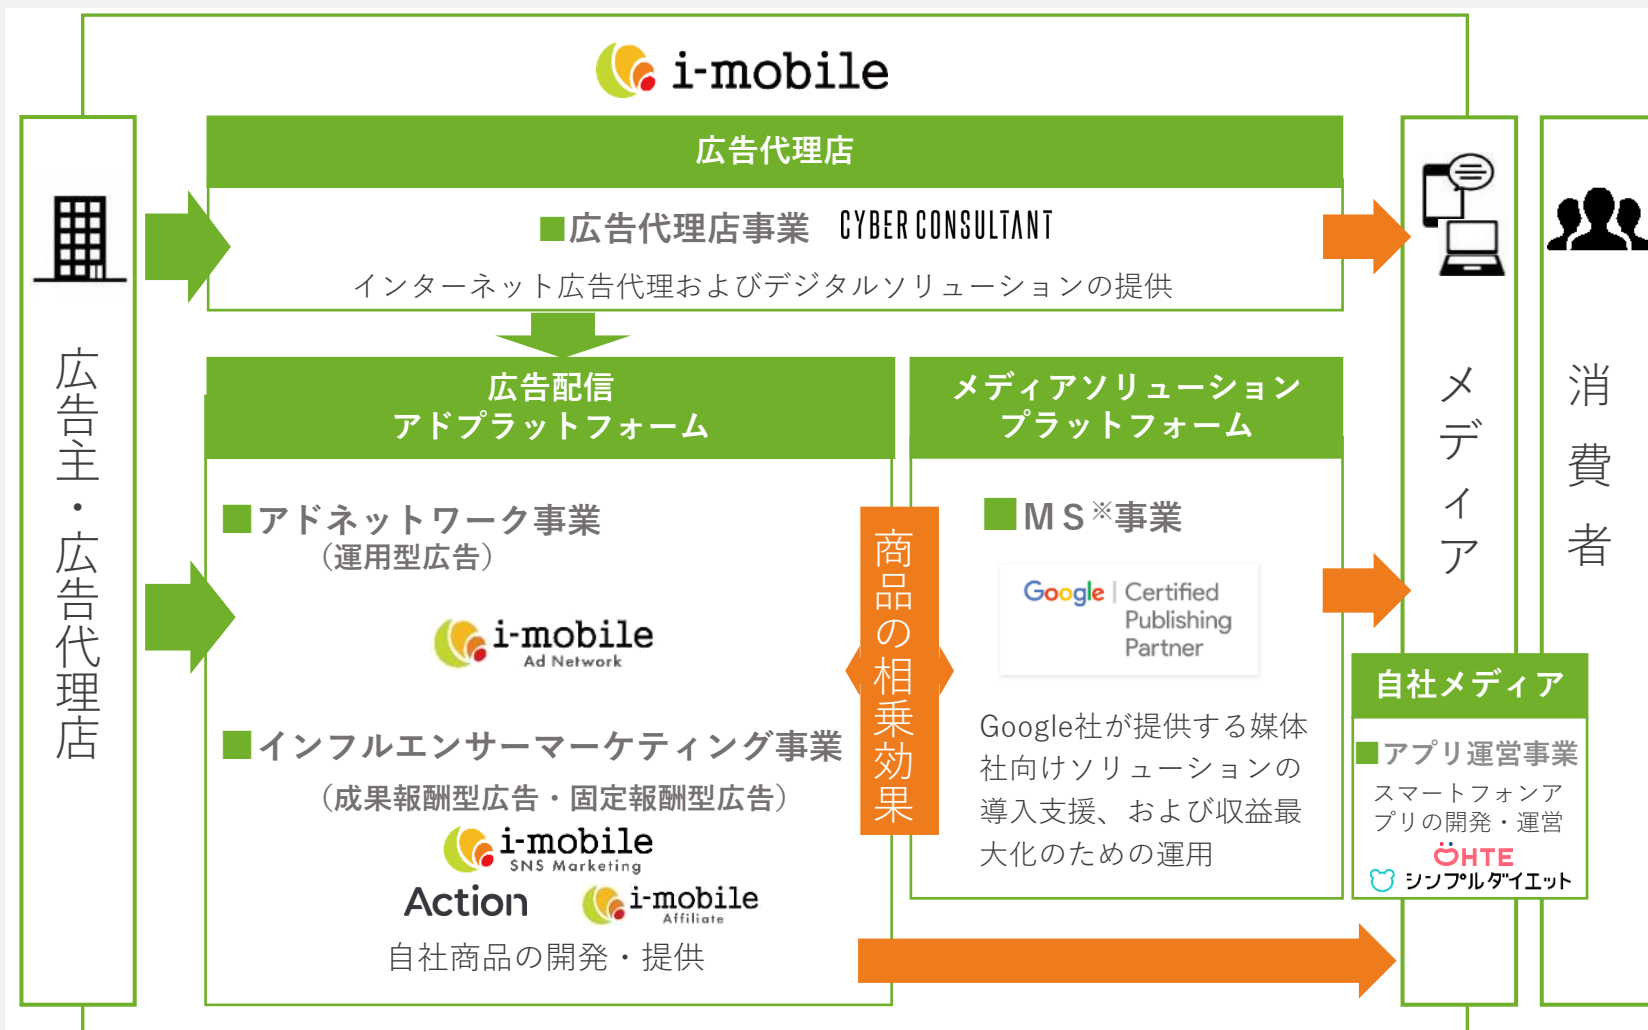 i-mobile
広告代理店
■広告代理店事業 CYBER CONSULTANT
インターネット広告代理およびデジタルソリューションの提供
広告主・広告代理店
広告配信
アドプラットフォーム
■アドネットワーク事業
（運用型広告）
i-mobile
Ad Network
■インフルエンサーマーケティング事業
（成果報酬型広告・固定報酬型広告）
i-mobile
SNS Marketing
Action
i-mobile
Affiliate
自社商品の開発・提供
商品の相乗効果
メディアソリューション
プラットフォーム
■MS※事業
Google
Certified
Publishing
Partner
Google社が提供する媒体
社向けソリューションの
導入支援、および収益最
大化のための運用
メディア
自社メディア
■アプリ運営事業
スマートフォンア
プリの開発・運営
ÖHTE
シンプルダイエット
消費者